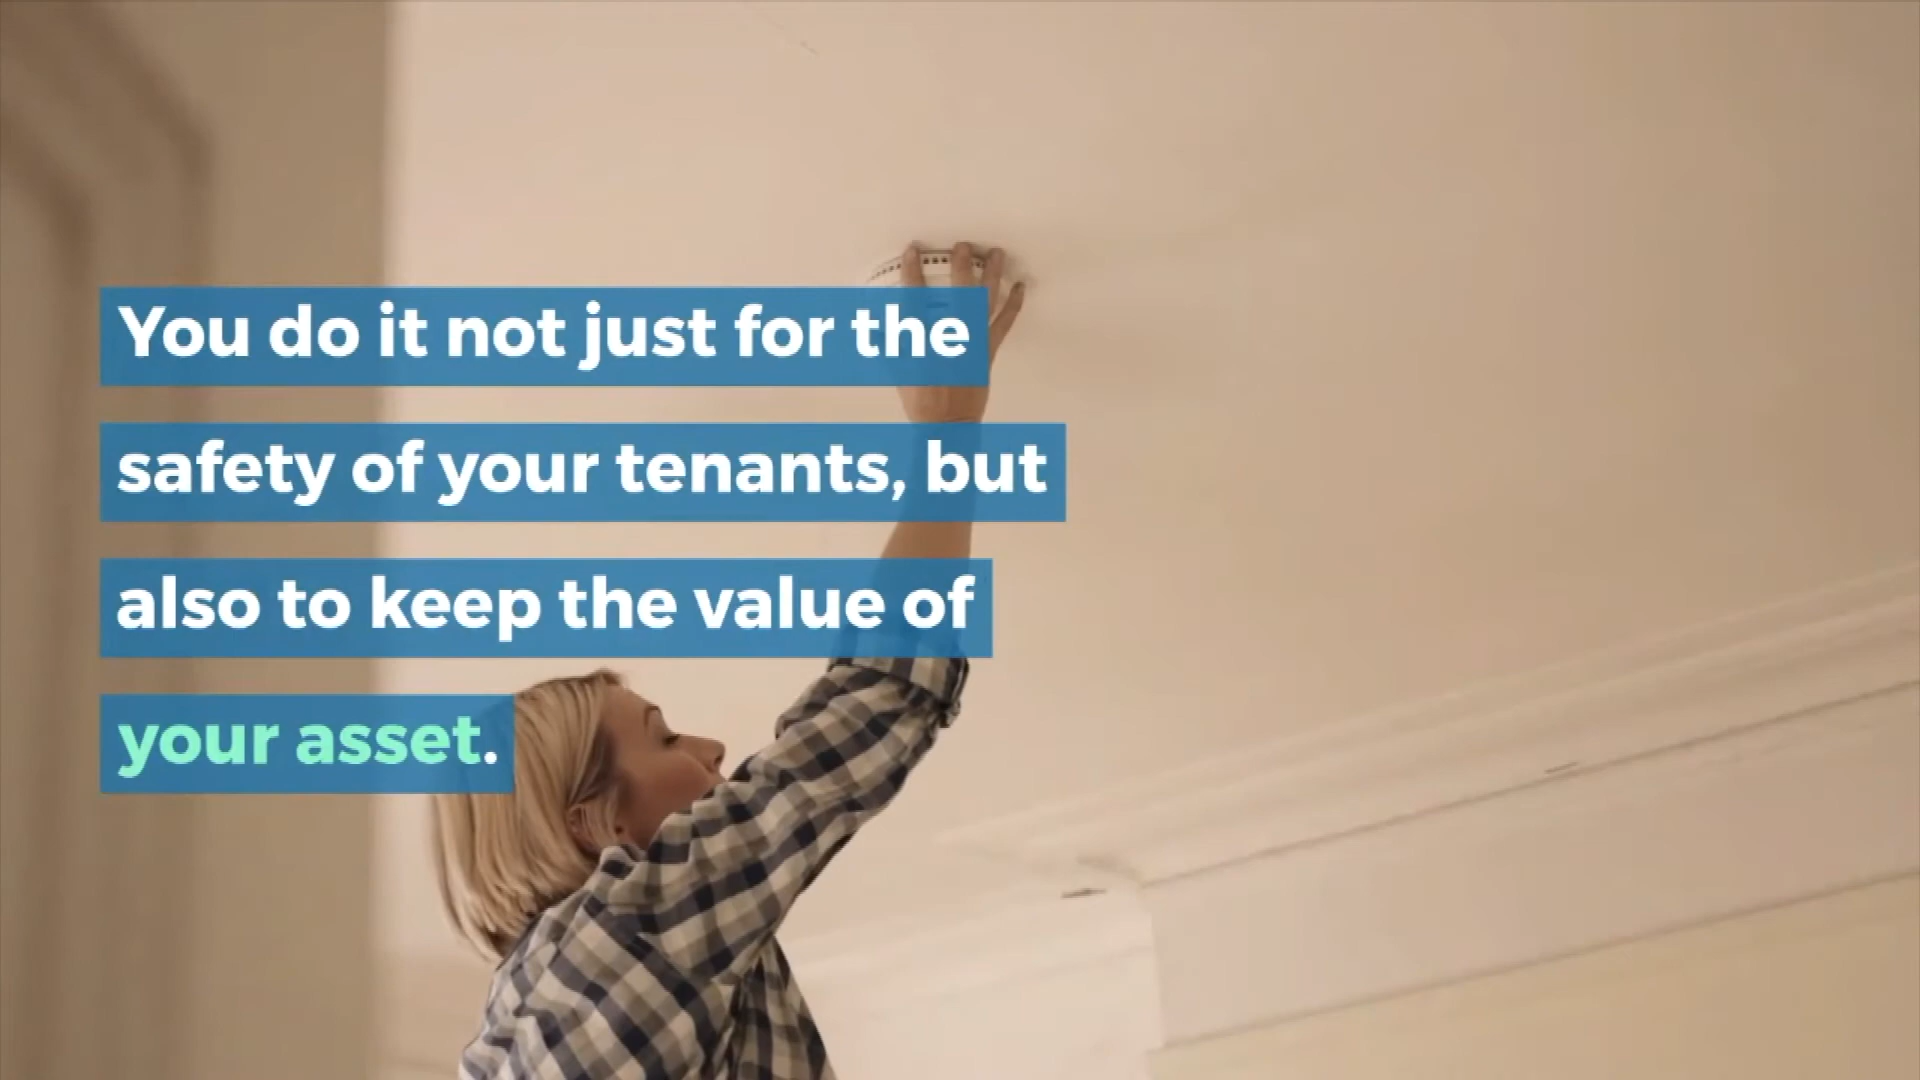 You do it not just for the
safety of your tenants, but
also to keep the value of
your asset.